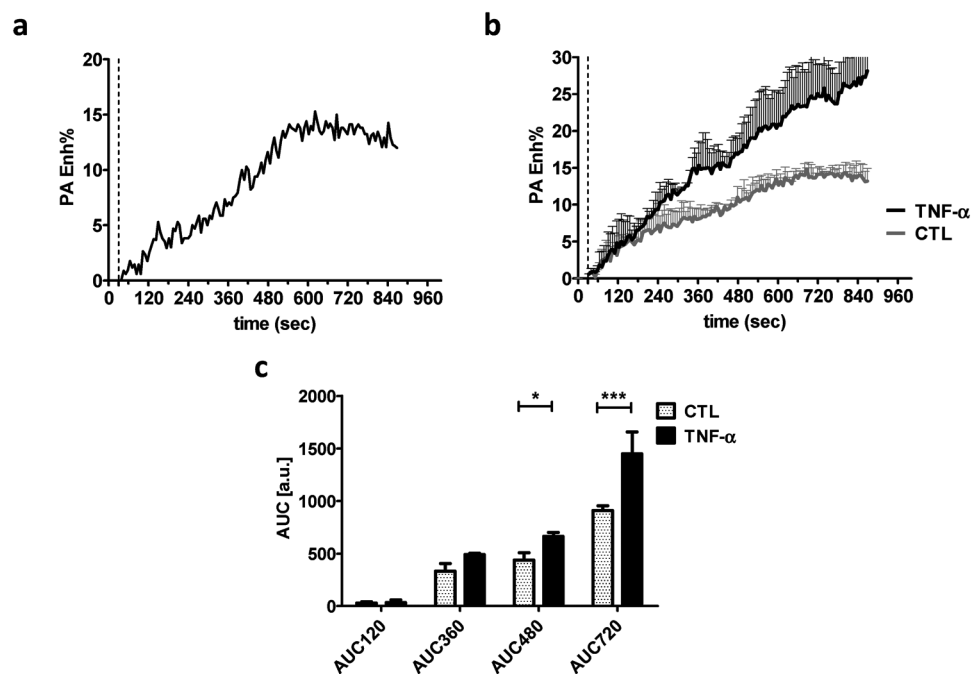 a
20
15
10
5
0
PA Enh%
0 120 240 360 480 600 720 840 960
time (sec)
b
30
25
20
15
10
5
0
PA Enh%
0 120 240 360 480 600 720 840 960
time (sec)
TNF-α
CTL
c
2000
1500
1000
500
0
AUC [a.u.]
* ***
CTL
TNF-α
AUC120
AUC360
AUC480
AUC720